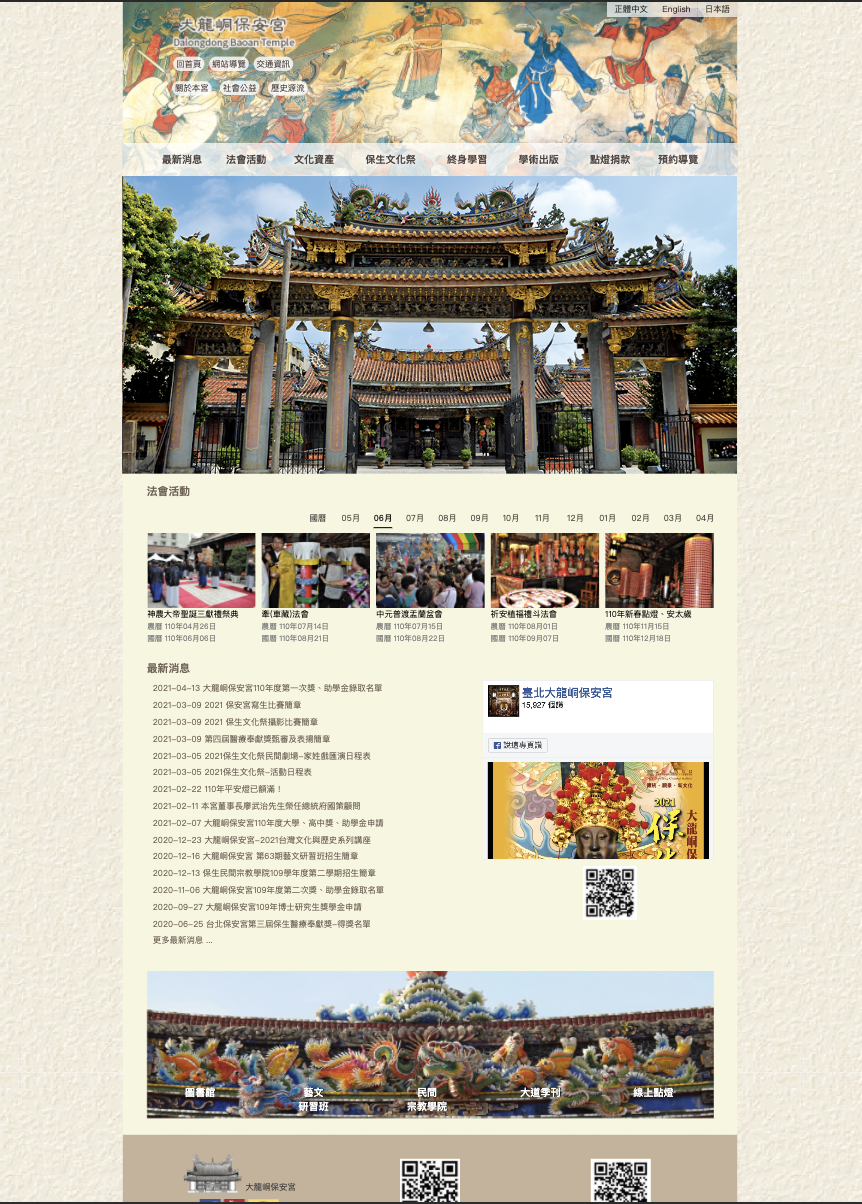 正體中文 English 日本語
大龍峒保安宮
Dalongdong Baoan Temple
回首頁 網站導覽 交通資訊
關於本宮 社會公益 歷史源流
最新消息 法會活動 文化資產 保生文化祭 終身學習 學術出版 點燈捐款 預約導覽
法會活動
國曆 05月 06月 07月 08月 09月 10月 11月 12月 01月 02月 03月 04月
神農大帝聖誕三獻禮祭典
農曆 110年04月26日
國曆 110年06月06日
牽(車藏)法會
農曆 110年07月14日
國曆 110年08月21日
中元普渡盂蘭盆會
農曆 110年07月15日
國曆 110年08月22日
祈安植福禮斗法會
農曆 110年08月01日
國曆 110年09月07日
110年新春點燈、安太歲
農曆 110年11月15日
國曆 110年12月18日
最新消息
2021-04-13 大龍峒保安宮110年度第一次獎、助學金錄取名單
2021-03-09 2021 保安宮寫生比賽簡章
2021-03-09 2021 保生文化祭攝影比賽簡章
2021-03-09 第四屆醫療奉獻獎甄審及表揚簡章
2021-03-05 2021保生文化祭民間劇場-家姓戲匯演日程表
2021-03-05 2021保生文化祭-活動日程表
2021-02-22 110年平安燈已額滿！
2021-02-11 本宮董事長廖武治先生榮任總統府國策顧問
2021-02-07 大龍峒保安宮110年度大學、高中獎、助學金申請
2020-12-23 大龍峒保安宮-2021台灣文化與歷史系列講座
2020-12-16 大龍峒保安宮 第63期藝文研習班招生簡章
2020-12-13 保生民間宗教學院109學年度第二學期招生簡章
2020-11-06 大龍峒保安宮109年度第二次獎、助學金錄取名單
2020-09-27 大龍峒保安宮109年博士研究生獎學金申請
2020-06-25 台北保安宮第三屆保生醫療奉獻獎-得獎名單
更多最新消息 ...
臺北大龍峒保安宮
15,927 個讚
說這專頁讚
2021
大龍峒保
保
圖書館
藝文
研習班
民間
宗教學院
大道季刊
線上點燈
大龍峒保安宮